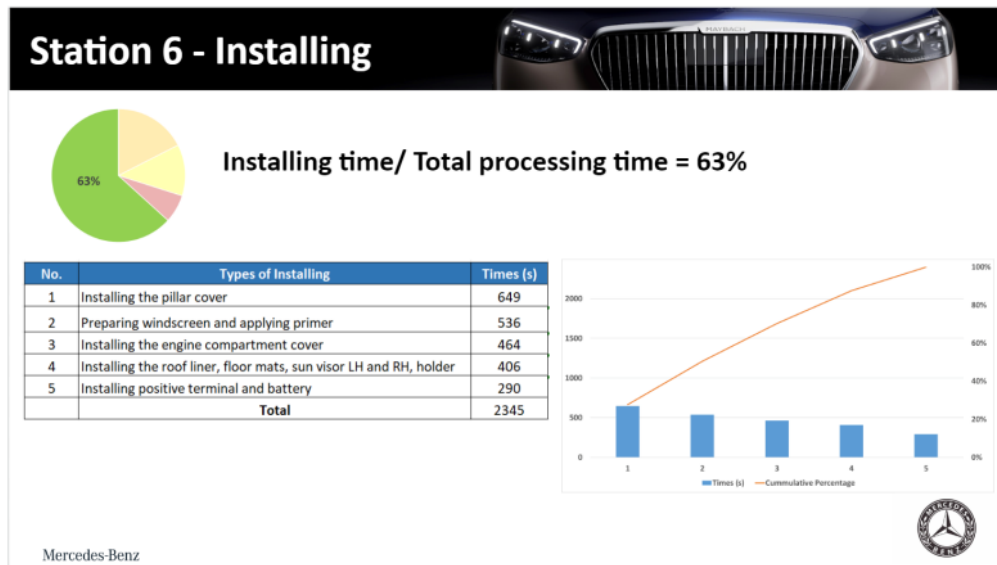 MAYBACH
Station 6 - Installing
63%
Installing time/ Total processing time = 63%
No. Types of Installing Times (s)
1 Installing the pillar cover 649
2 Preparing windscreen and applying primer 536
3 Installing the engine compartment cover 464
4 Installing the roof liner, floor mats, sun visor LH and RH, holder 406
5 Installing positive terminal and battery 290
Total 2345
2000
1500
1000
500
0
100%
80%
60%
40%
20%
0%
1 2 3 4 5
Times (s) Cummulative Percentage
MERCEDES
BENZ
Mercedes-Benz